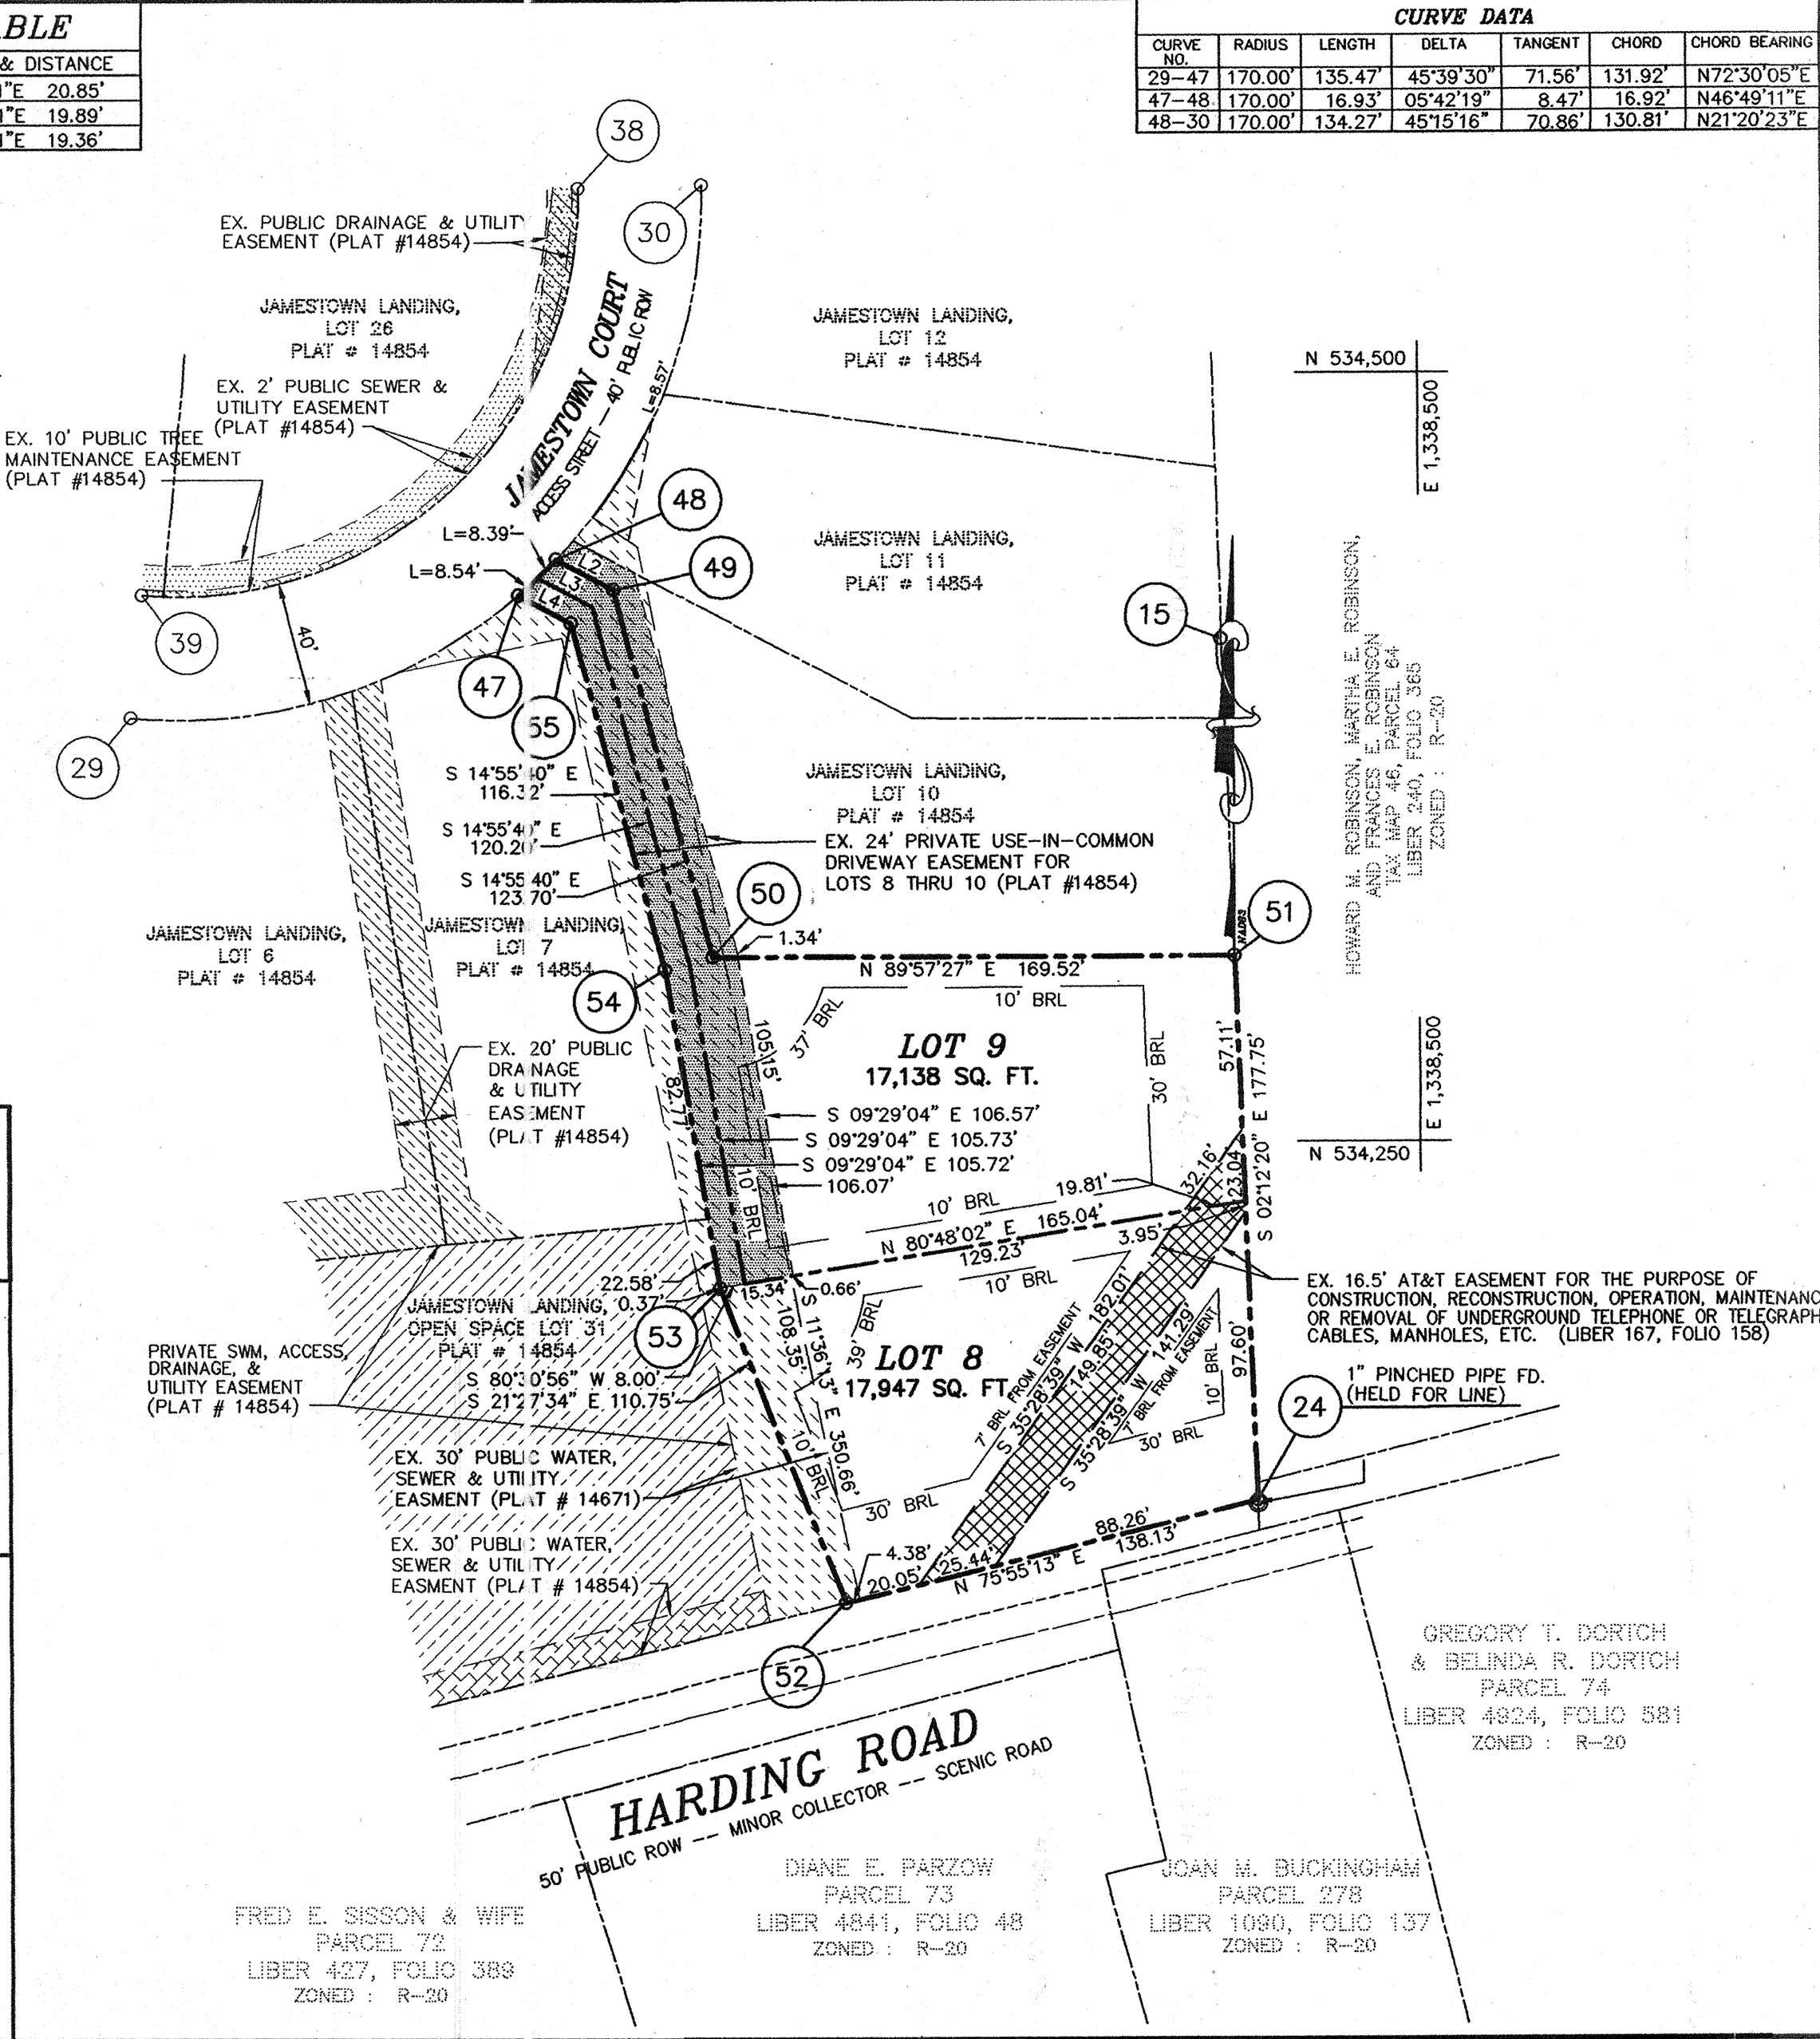 ABLE
& DISTANCE
"E 20.85'
"E 19.89'
"E 19.36'
CURVE DATA
CURVE NO. RADIUS LENGTH DELTA TANGENT CHORD CHORD BEARING
29-47 170.00' 135.47' 45°39'30" 71.56' 131.92' N72°30'05"E
47-48 170.00' 16.93' 05°42'19" 8.47' 16.92' N46°49'11"E
48-30 170.00' 134.27' 45°15'16" 70.86' 130.81' N21°20'23"E
38
30
EX. PUBLIC DRAINAGE & UTILITY
EASEMENT (PLAT #14854)
JAMESTOWN LANDING,
LOT 26
PLAT # 14854
EX. 2' PUBLIC SEWER &
UTILITY EASEMENT
(PLAT #14854)
EX. 10' PUBLIC TREE
MAINTENANCE EASEMENT
(PLAT #14854)
JAMESTOWN COURT
ACCESS STREET — 40' PUBLIC ROW
L=8.57'
JAMESTOWN LANDING,
LOT 12
PLAT # 14854
N 534,500
E 1,338,500
48
L=8.39'
L=8.54'
L2
L3
L4
49
JAMESTOWN LANDING,
LOT 11
PLAT # 14854
15
39
40'
47
55
29
HOWARD M. ROBINSON, MARTHA E. ROBINSON,
AND FRANCES E. ROBINSON
TAX MAP 46, PARCEL 64
LIBER 240, FOLIO 365
ZONED : R-20
S 14°55'40" E
116.32'
S 14°55'40" E
120.20'
S 14°55'40" E
123.70'
JAMESTOWN LANDING,
LOT 10
PLAT # 14854
EX. 24' PRIVATE USE-IN-COMMON
DRIVEWAY EASEMENT FOR
LOTS 8 THRU 10 (PLAT #14854)
50
51
NAD83
1.34'
N 89°57'27" E 169.52'
JAMESTOWN LANDING,
LOT 6
PLAT # 14854
JAMESTOWN LANDING,
LOT 7
PLAT # 14854
54
10' BRL
37' BRL
LOT 9
17,138 SQ. FT.
30' BRL
57.11'
S 02°12'20" E 177.75'
E 1,338,500
N 534,250
EX. 20' PUBLIC
DRAINAGE
& UTILITY
EASEMENT
(PLAT #14854)
82.77'
105.15'
S 09°29'04" E 106.57'
S 09°29'04" E 105.73'
S 09°29'04" E 105.72'
106.07'
10' BRL
10' BRL
19.81'
32.16'
23.04'
N 80°48'02" E 165.04'
129.23'
3.95'
10' BRL
EX. 16.5' AT&T EASEMENT FOR THE PURPOSE OF
CONSTRUCTION, RECONSTRUCTION, OPERATION, MAINTENANC
OR REMOVAL OF UNDERGROUND TELEPHONE OR TELEGRAPH
CABLES, MANHOLES, ETC. (LIBER 167, FOLIO 158)
22.58'
0.37'
15.34'
0.66'
53
JAMESTOWN LANDING,
OPEN SPACE LOT 31
PLAT # 14854
S 80°30'56" W 8.00'
S 21°27'34" E 110.75'
PRIVATE SWM, ACCESS,
DRAINAGE, &
UTILITY EASEMENT
(PLAT # 14854)
108.35'
S 11°36'13" E 350.66'
39' BRL
LOT 8
17,947 SQ. FT.
7' BRL FROM EASEMENT
S 35°28'39" W 182.01'
149.85'
S 35°28'39" W 141.29'
7' BRL FROM EASEMENT
10' BRL
97.60'
30' BRL
1" PINCHED PIPE FD.
(HELD FOR LINE)
24
EX. 30' PUBLIC WATER,
SEWER & UTILITY
EASMENT (PLAT # 14671)
10' BRL
30' BRL
EX. 30' PUBLIC WATER,
SEWER & UTILITY
EASMENT (PLAT # 14854)
4.38'
20.05'
25.44'
88.26'
N 75°55'13" E 138.13'
52
HARDING ROAD
50' PUBLIC ROW -- MINOR COLLECTOR -- SCENIC ROAD
GREGORY T. DORTCH
& BELINDA R. DORTCH
PARCEL 74
LIBER 4924, FOLIO 581
ZONED : R-20
FRED E. SISSON & WIFE
PARCEL 72
LIBER 427, FOLIO 389
ZONED : R-20
DIANE E. PARZOW
PARCEL 73
LIBER 4841, FOLIO 48
ZONED : R-20
JOAN M. BUCKINGHAM
PARCEL 278
LIBER 1090, FOLIO 137
ZONED : R-20